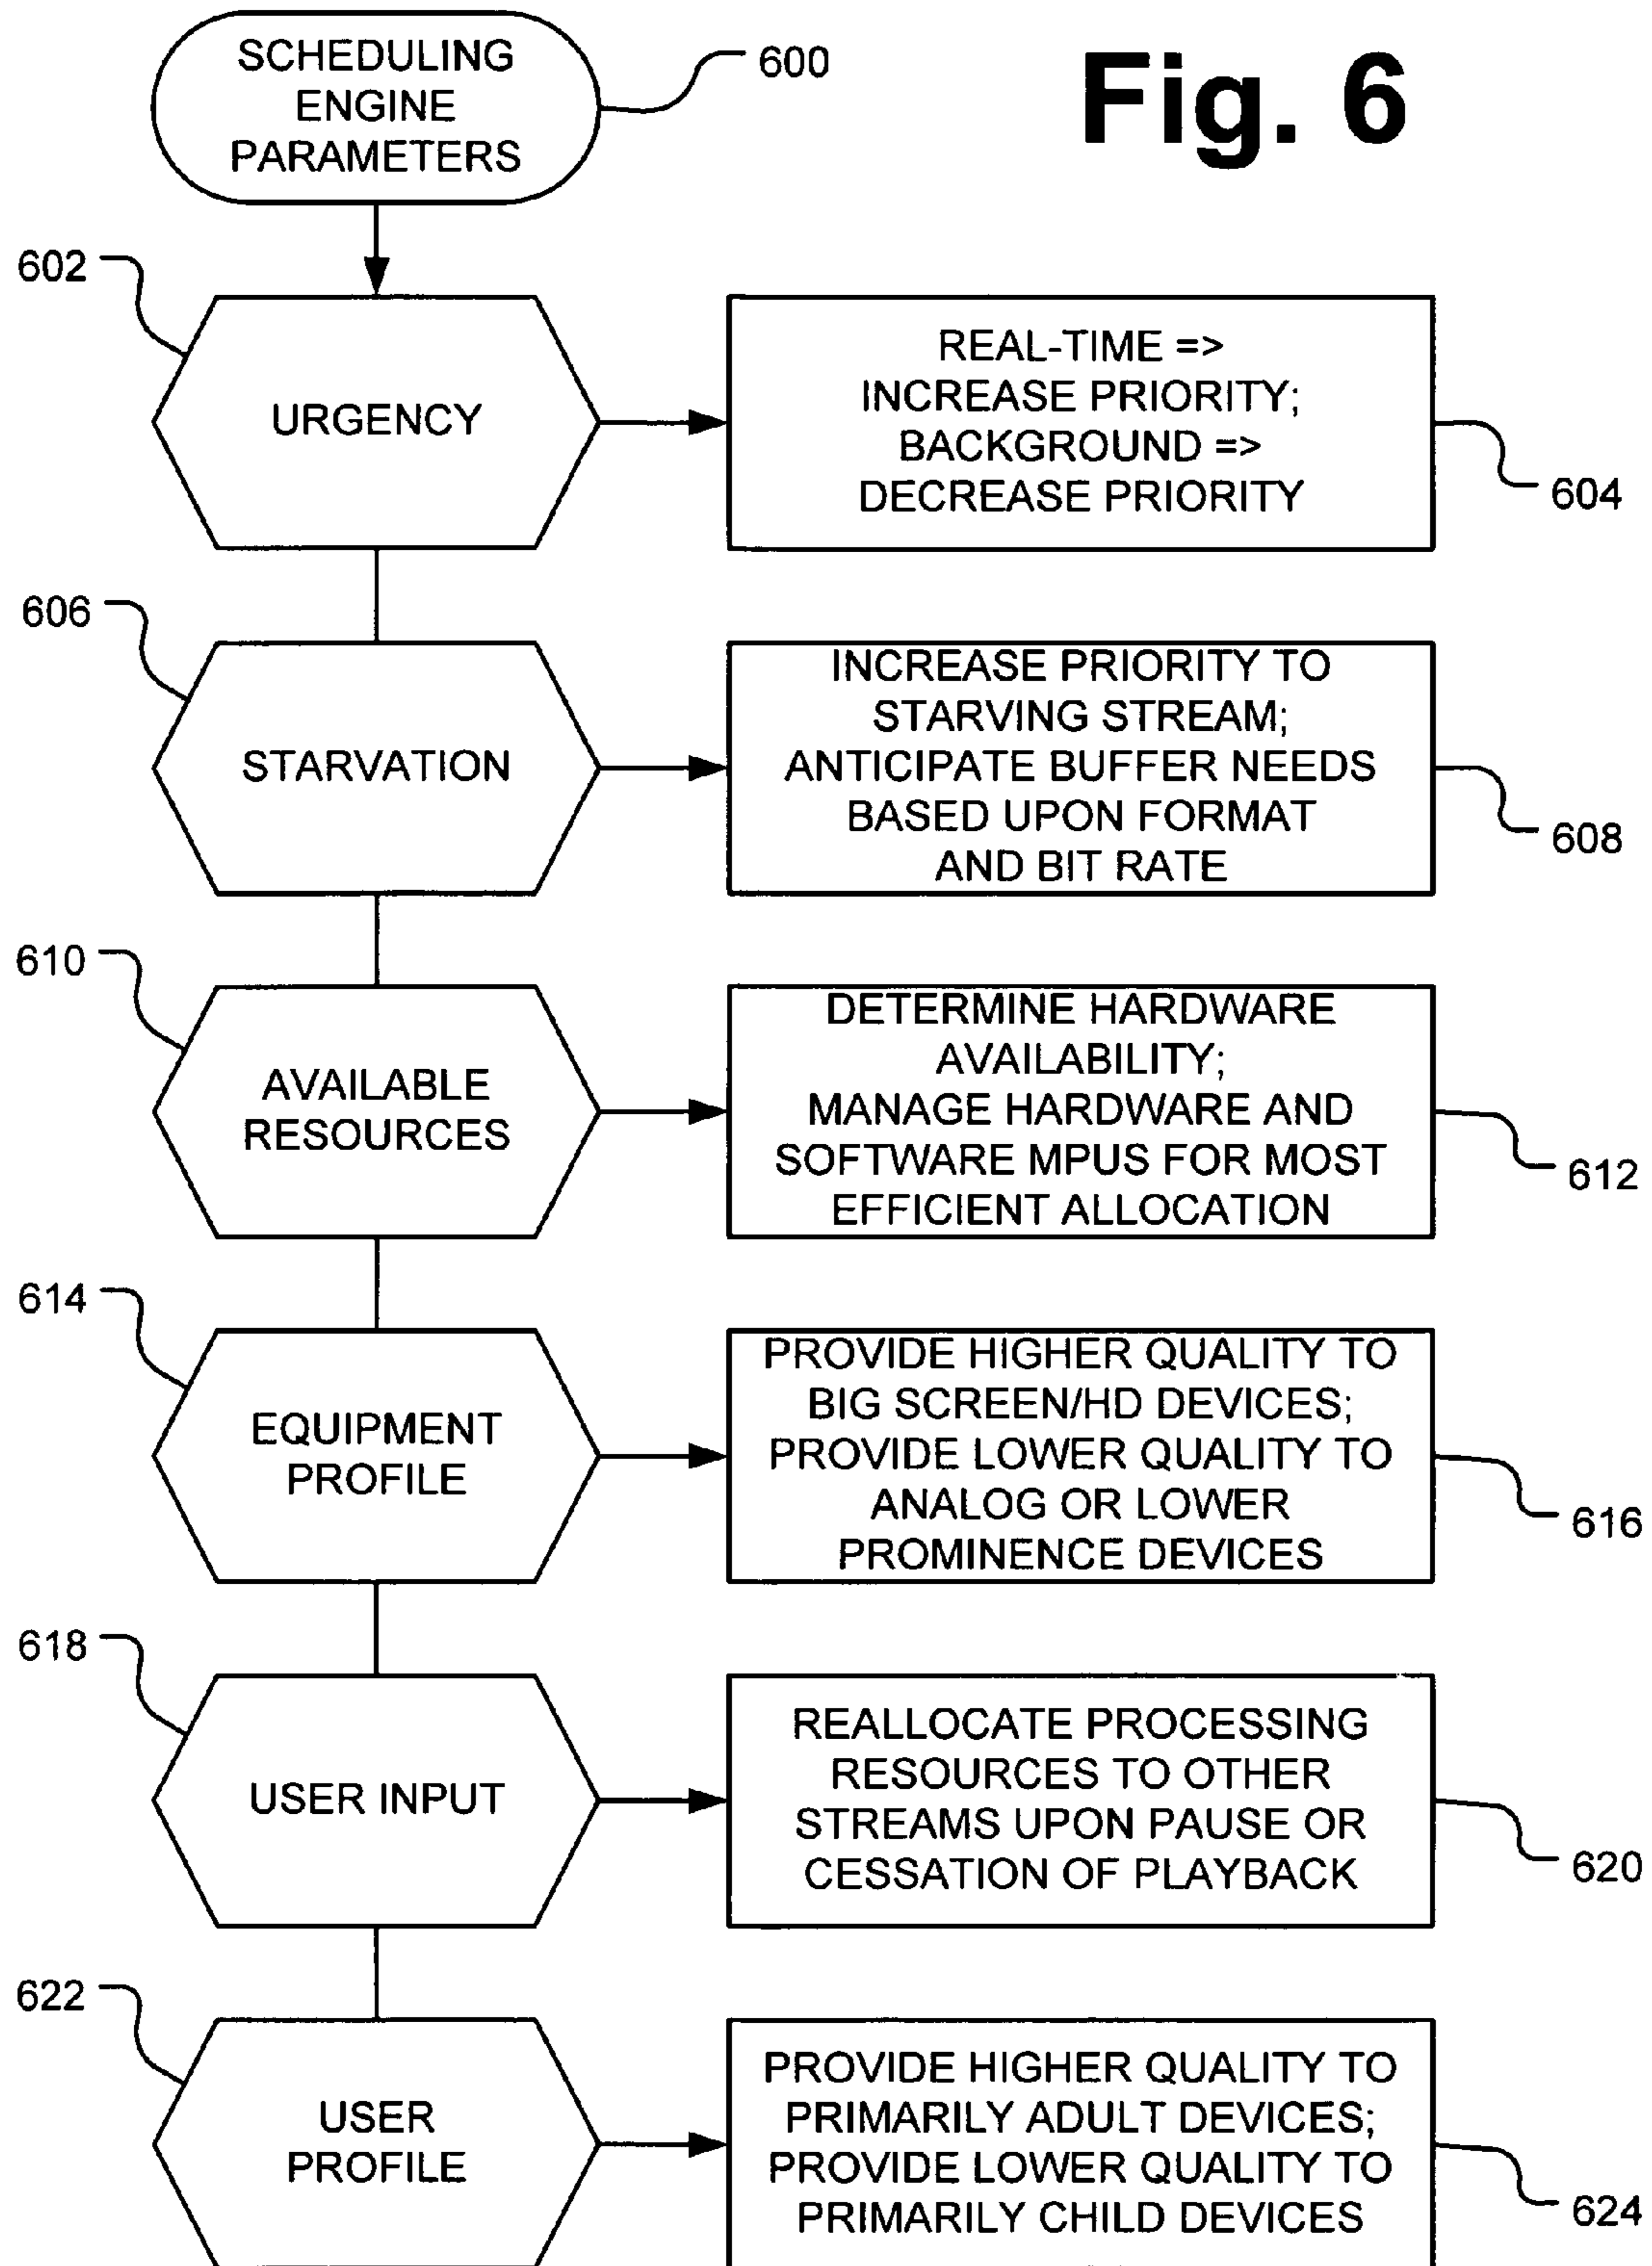 SCHEDULING
ENGINE
PARAMETERS
600
Fig. 6
602
URGENCY
REAL-TIME =>
INCREASE PRIORITY;
BACKGROUND =>
DECREASE PRIORITY
604
606
STARVATION
INCREASE PRIORITY TO
STARVING STREAM;
ANTICIPATE BUFFER NEEDS
BASED UPON FORMAT
AND BIT RATE
608
610
AVAILABLE
RESOURCES
DETERMINE HARDWARE
AVAILABILITY;
MANAGE HARDWARE AND
SOFTWARE MPUS FOR MOST
EFFICIENT ALLOCATION
612
614
EQUIPMENT
PROFILE
PROVIDE HIGHER QUALITY TO
BIG SCREEN/HD DEVICES;
PROVIDE LOWER QUALITY TO
ANALOG OR LOWER
PROMINENCE DEVICES
616
618
USER INPUT
REALLOCATE PROCESSING
RESOURCES TO OTHER
STREAMS UPON PAUSE OR
CESSATION OF PLAYBACK
620
622
USER
PROFILE
PROVIDE HIGHER QUALITY TO
PRIMARILY ADULT DEVICES;
PROVIDE LOWER QUALITY TO
PRIMARILY CHILD DEVICES
624